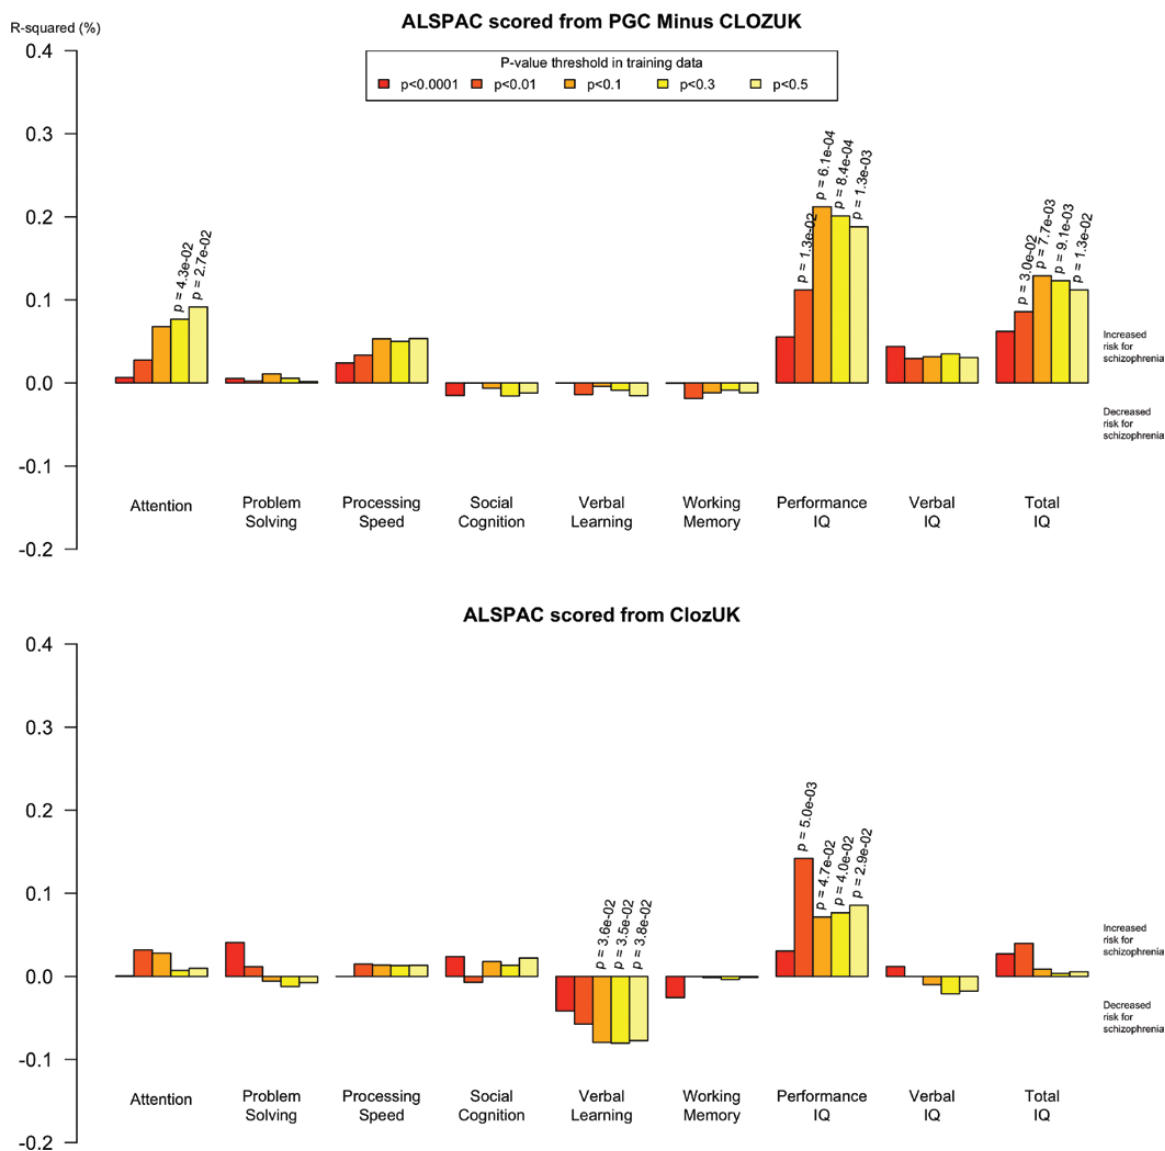 ALSPAC scored from PGC Minus CLOZUK
R-squared (%)
P-value threshold in training data
p<0.0001 p<0.01 p<0.1 p<0.3 p<0.5
0.4
0.3
0.2
0.1
0.0
-0.1
-0.2
p = 4.3e-02
p = 2.7e-02
p = 1.3e-02
p = 6.1e-04
p = 8.4e-04
p = 1.3e-03
p = 3.0e-02
p = 7.7e-03
p = 9.1e-03
p = 1.3e-02
Increased
risk for
schizophrenia
Decreased
risk for
schizophrenia
Attention
Problem
Solving
Processing
Speed
Social
Cognition
Verbal
Learning
Working
Memory
Performance
IQ
Verbal
IQ
Total
IQ
ALSPAC scored from ClozUK
0.4
0.3
0.2
0.1
0.0
-0.1
-0.2
p = 3.6e-02
p = 3.5e-02
p = 3.8e-02
p = 5.0e-03
p = 4.7e-02
p = 4.0e-02
p = 2.9e-02
Increased
risk for
schizophrenia
Decreased
risk for
schizophrenia
Attention
Problem
Solving
Processing
Speed
Social
Cognition
Verbal
Learning
Working
Memory
Performance
IQ
Verbal
IQ
Total
IQ